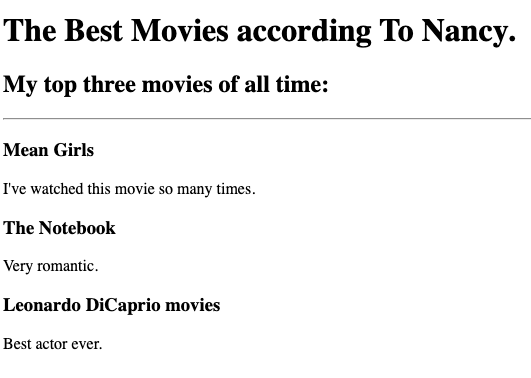 The Best Movies according To Nancy.
My top three movies of all time:
Mean Girls
I've watched this movie so many times.
The Notebook
Very romantic.
Leonardo DiCaprio movies
Best actor ever.